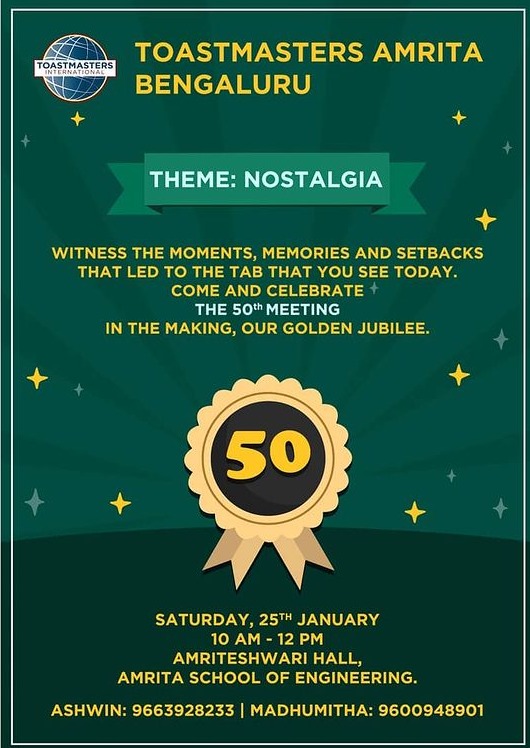 TOASTMASTERS
INTERNATIONAL
TOASTMASTERS AMRITA
BENGALURU
THEME: NOSTALGIA
WITNESS THE MOMENTS, MEMORIES AND SETBACKS
THAT LED TO THE TAB THAT YOU SEE TODAY.
COME AND CELEBRATE
THE 50th MEETING
IN THE MAKING, OUR GOLDEN JUBILEE.
50
SATURDAY, 25TH JANUARY
10 AM - 12 PM
AMRITESHWARI HALL,
AMRITA SCHOOL OF ENGINEERING.
ASHWIN: 9663928233 | MADHUMITHA: 9600948901